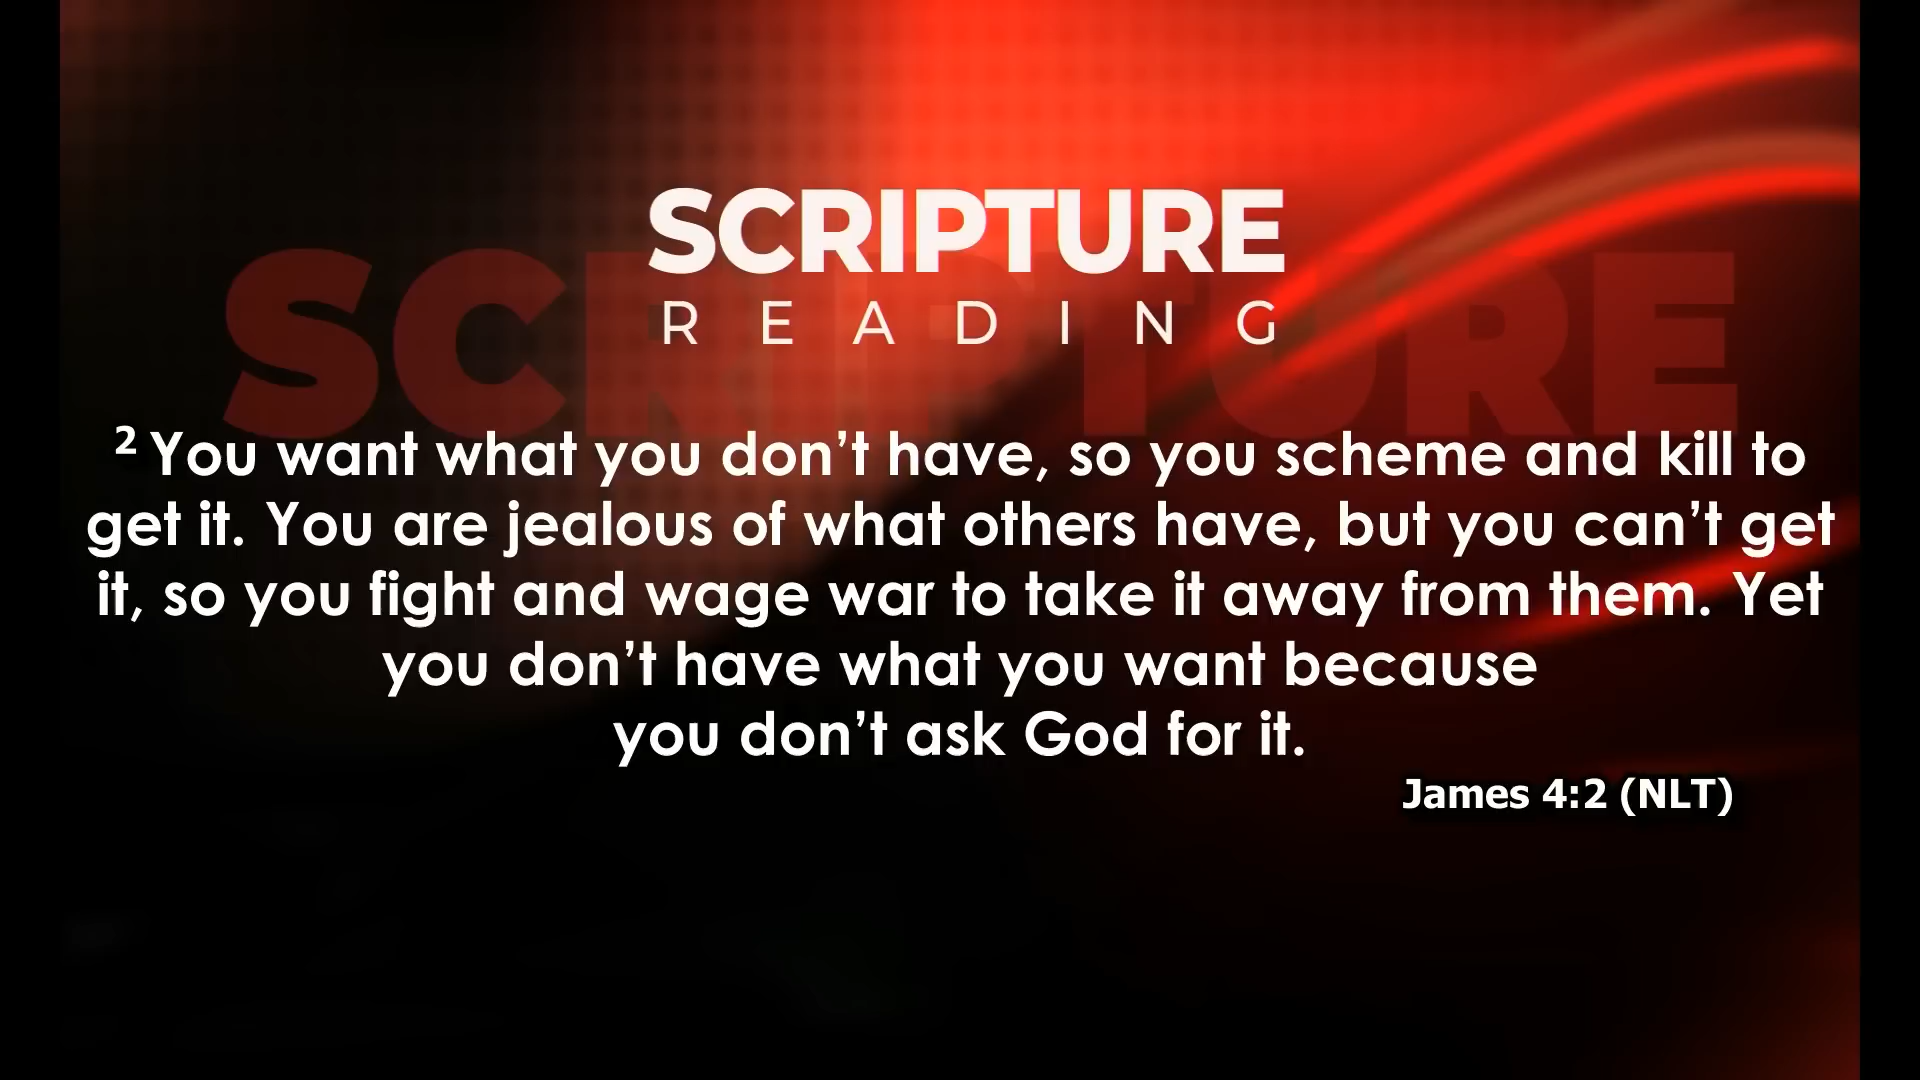 SCRIPTURE
SCRIPTURE
READING
2 You want what you don’t have, so you scheme and kill to
get it. You are jealous of what others have, but you can’t get
it, so you fight and wage war to take it away from them. Yet
you don’t have what you want because
you don’t ask God for it.
James 4:2 (NLT)